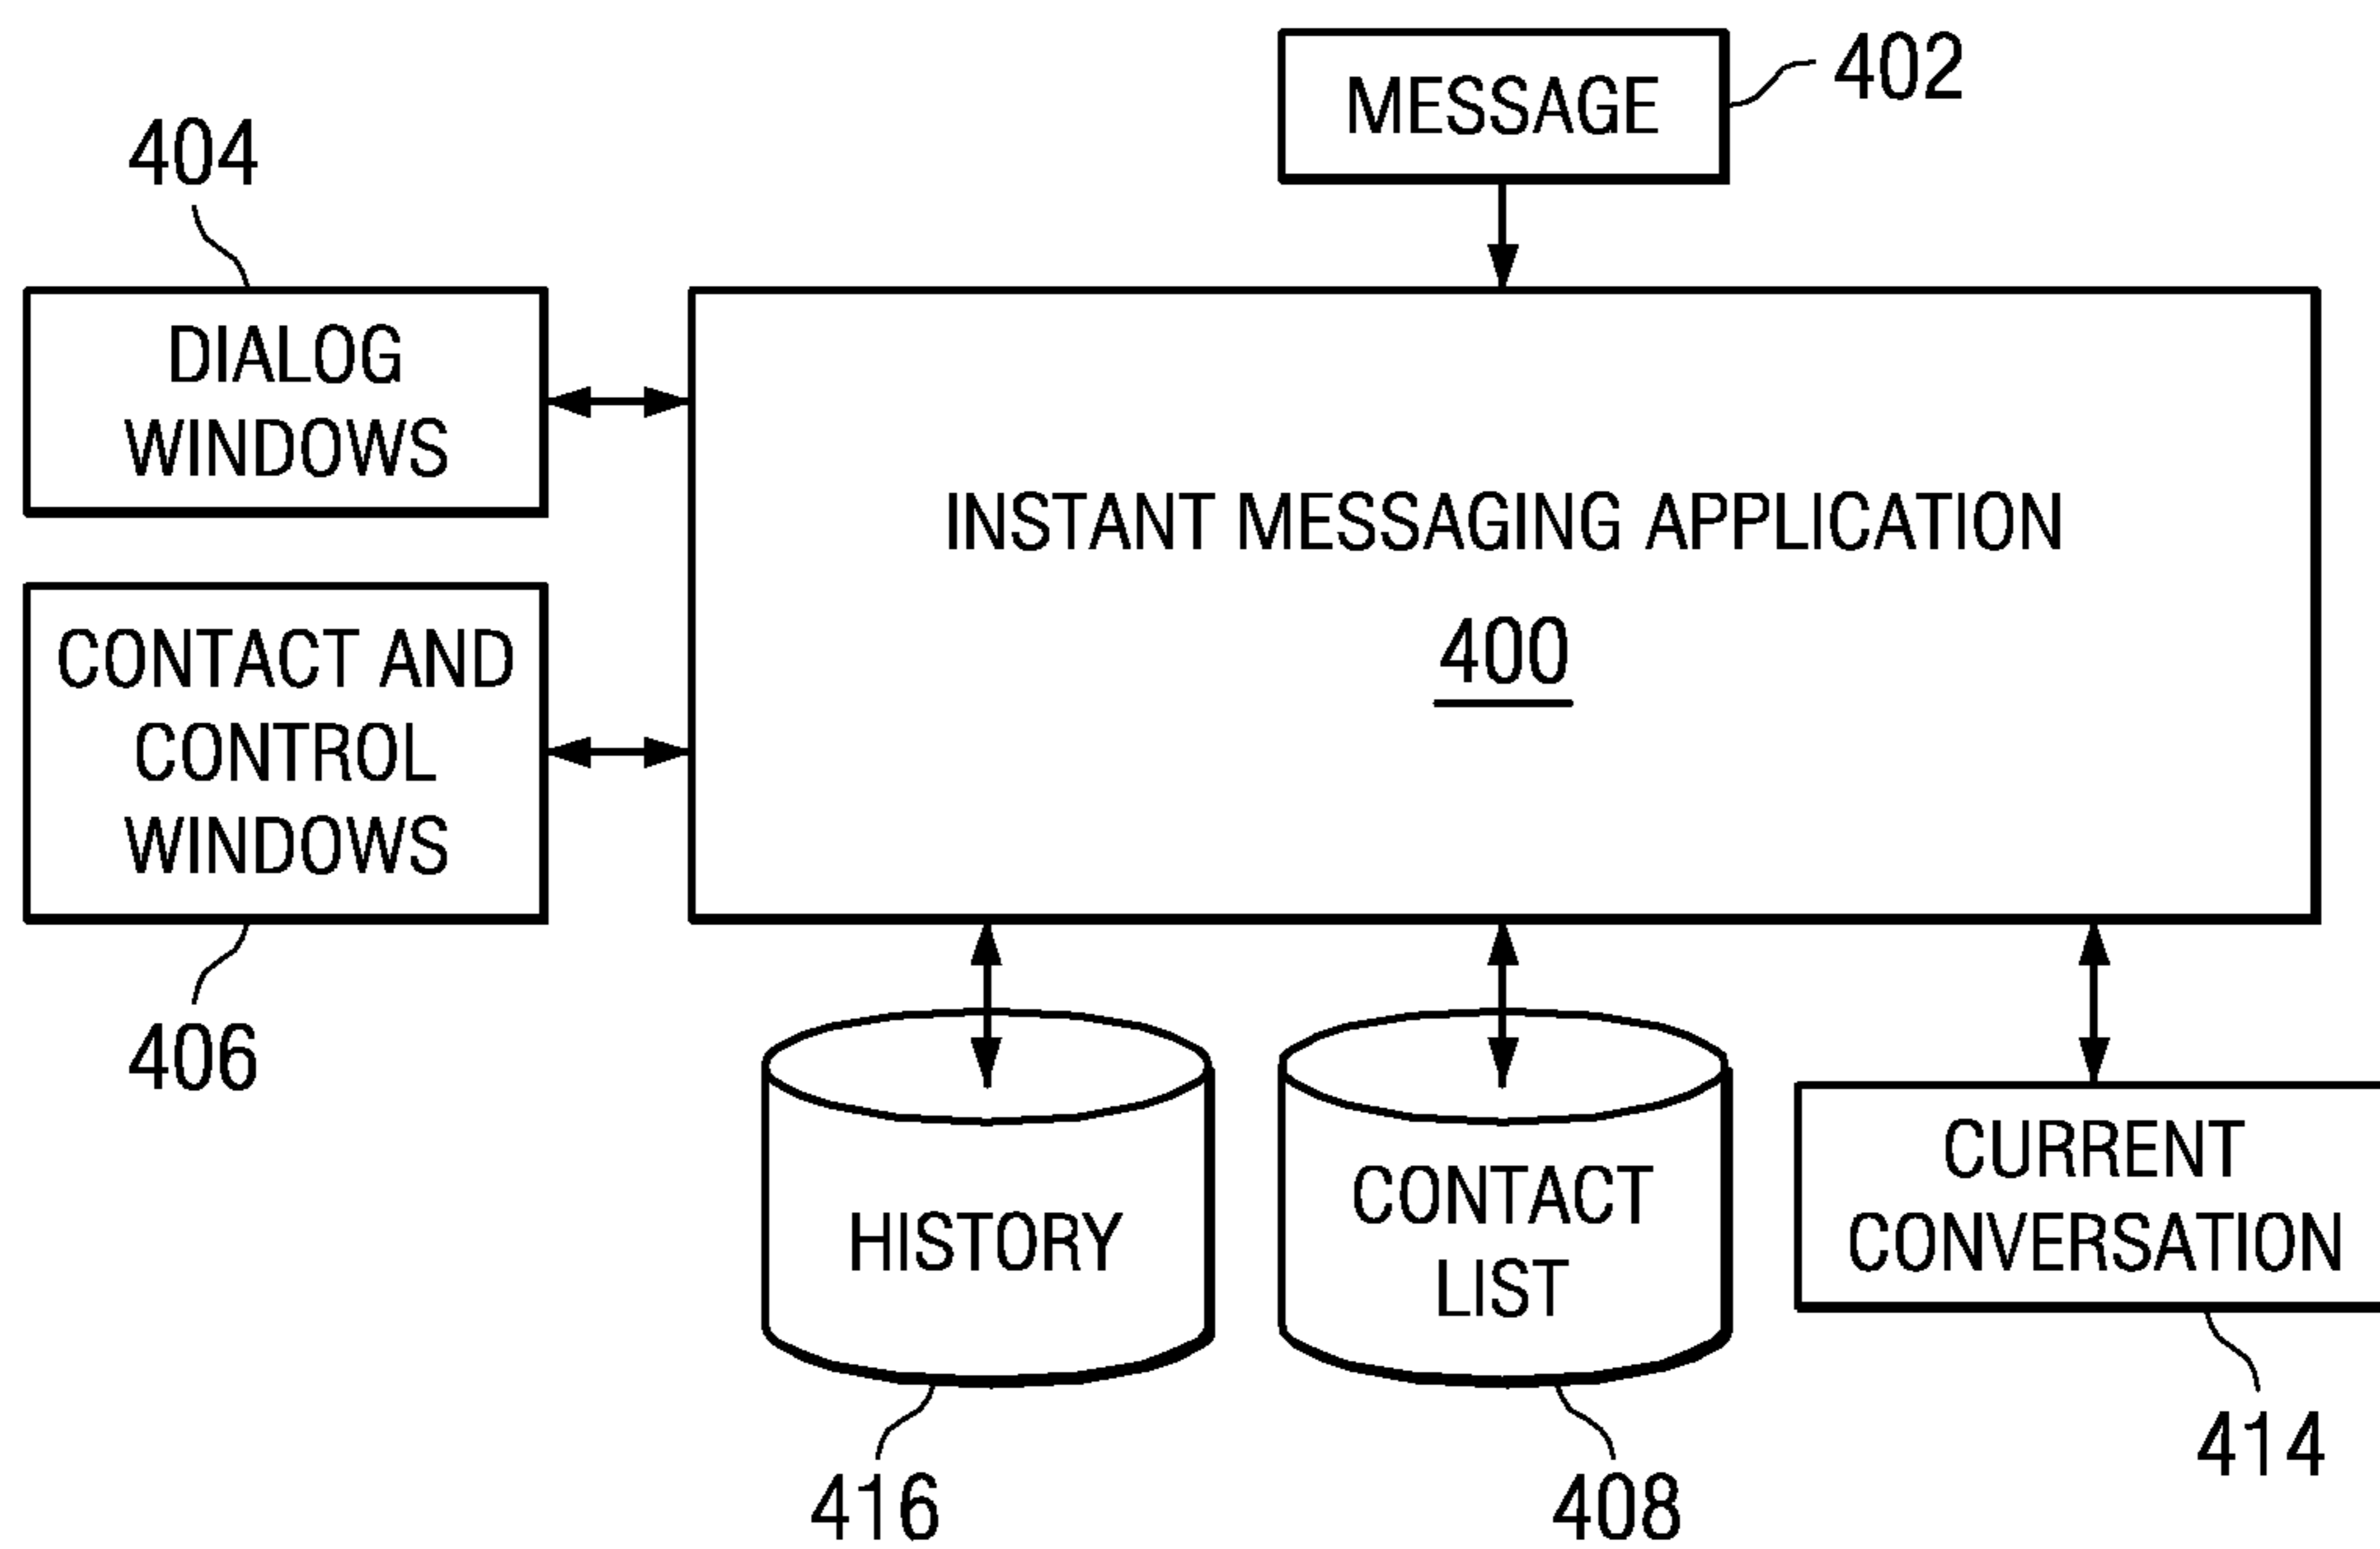 MESSAGE
402
404
DIALOG
WINDOWS
INSTANT MESSAGING APPLICATION
400
CONTACT AND
CONTROL
WINDOWS
406
HISTORY
416
CONTACT
LIST
408
CURRENT
CONVERSATION
414